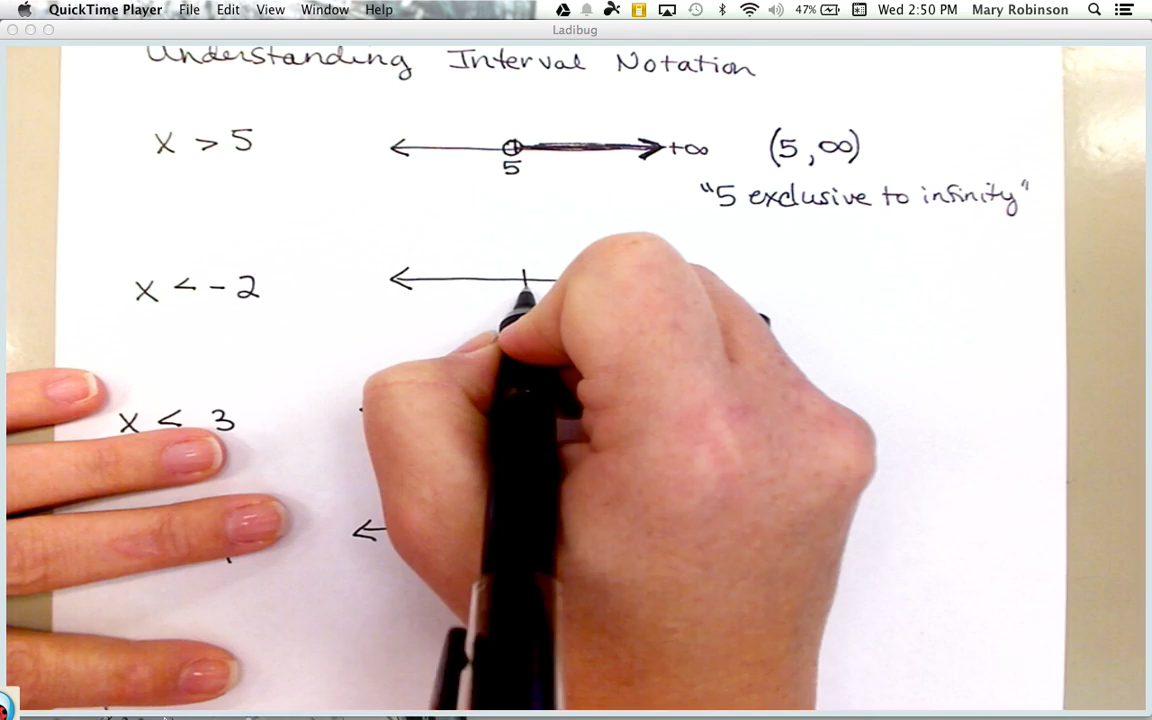 QuickTime Player File Edit View Window Help 47% Wed 2:50 PM Mary Robinson
Ladibug
Understanding Interval Notation
x > 5 5 +∞ (5,∞)
"5 exclusive to infinity"
x < -2
x < 3